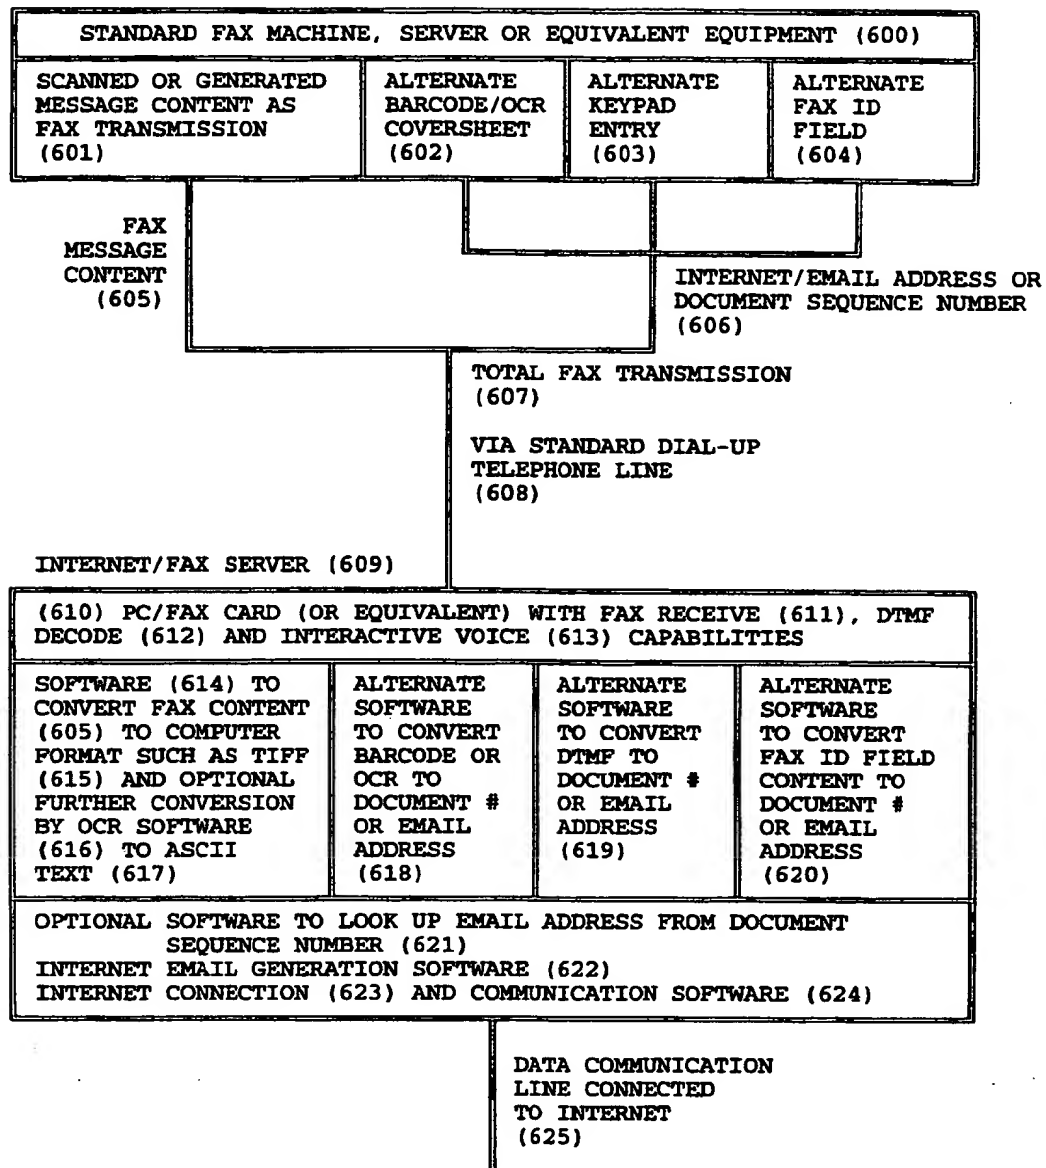 STANDARD FAX MACHINE, SERVER OR EQUIVALENT EQUIPMENT (600)
SCANNED OR GENERATED
MESSAGE CONTENT AS
FAX TRANSMISSION
(601)
ALTERNATE
BARCODE/OCR
COVERSHEET
(602)
ALTERNATE
KEYPAD
ENTRY
(603)
ALTERNATE
FAX ID
FIELD
(604)
FAX
MESSAGE
CONTENT
(605)
INTERNET/EMAIL ADDRESS OR
DOCUMENT SEQUENCE NUMBER
(606)
TOTAL FAX TRANSMISSION
(607)
VIA STANDARD DIAL-UP
TELEPHONE LINE
(608)
INTERNET/FAX SERVER (609)
(610) PC/FAX CARD (OR EQUIVALENT) WITH FAX RECEIVE (611), DTMF
DECODE (612) AND INTERACTIVE VOICE (613) CAPABILITIES
SOFTWARE (614) TO
CONVERT FAX CONTENT
(605) TO COMPUTER
FORMAT SUCH AS TIFF
(615) AND OPTIONAL
FURTHER CONVERSION
BY OCR SOFTWARE
(616) TO ASCII
TEXT (617)
ALTERNATE
SOFTWARE
TO CONVERT
BARCODE OR
OCR TO
DOCUMENT #
OR EMAIL
ADDRESS
(618)
ALTERNATE
SOFTWARE
TO CONVERT
DTMF TO
DOCUMENT #
OR EMAIL
ADDRESS
(619)
ALTERNATE
SOFTWARE
TO CONVERT
FAX ID FIELD
CONTENT TO
DOCUMENT #
OR EMAIL
ADDRESS
(620)
OPTIONAL SOFTWARE TO LOOK UP EMAIL ADDRESS FROM DOCUMENT
SEQUENCE NUMBER (621)
INTERNET EMAIL GENERATION SOFTWARE (622)
INTERNET CONNECTION (623) AND COMMUNICATION SOFTWARE (624)
DATA COMMUNICATION
LINE CONNECTED
TO INTERNET
(625)